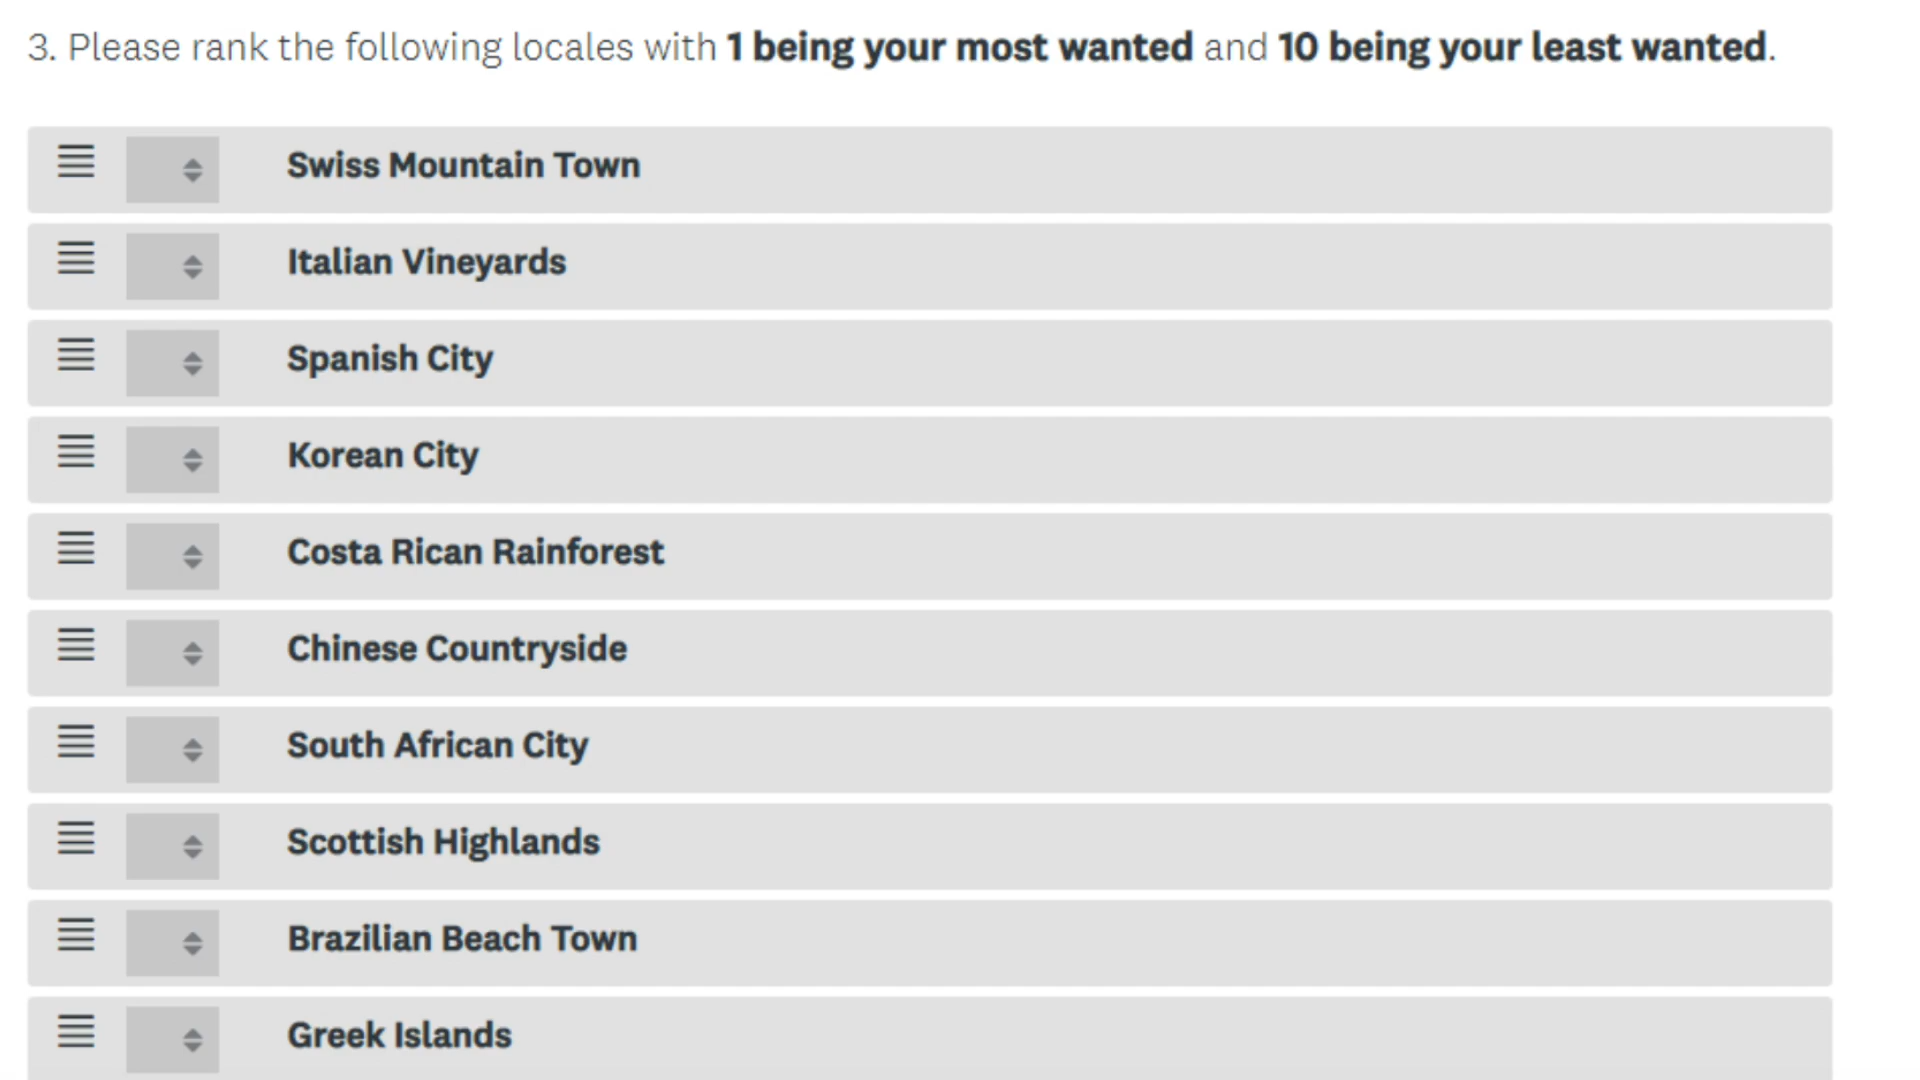 3. Please rank the following locales with 1 being your most wanted and 10 being your least wanted.
Swiss Mountain Town
Italian Vineyards
Spanish City
Korean City
Costa Rican Rainforest
Chinese Countryside
South African City
Scottish Highlands
Brazilian Beach Town
Greek Islands